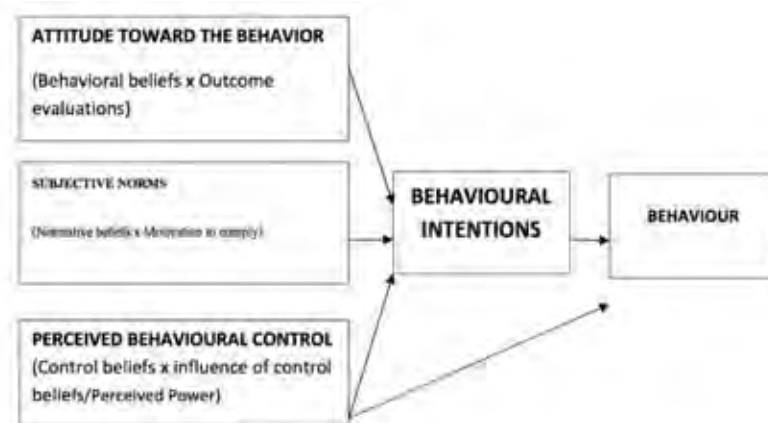 ATTITUDE TOWARD THE BEHAVIOR
(Behavioral beliefs x Outcome
evaluations)
SUBJECTIVE NORMS
(Normative beliefs x Motivation to comply)
BEHAVIOURAL
INTENTIONS
BEHAVIOUR
PERCEIVED BEHAVIOURAL CONTROL
(Control beliefs x influence of control
beliefs/Perceived Power)